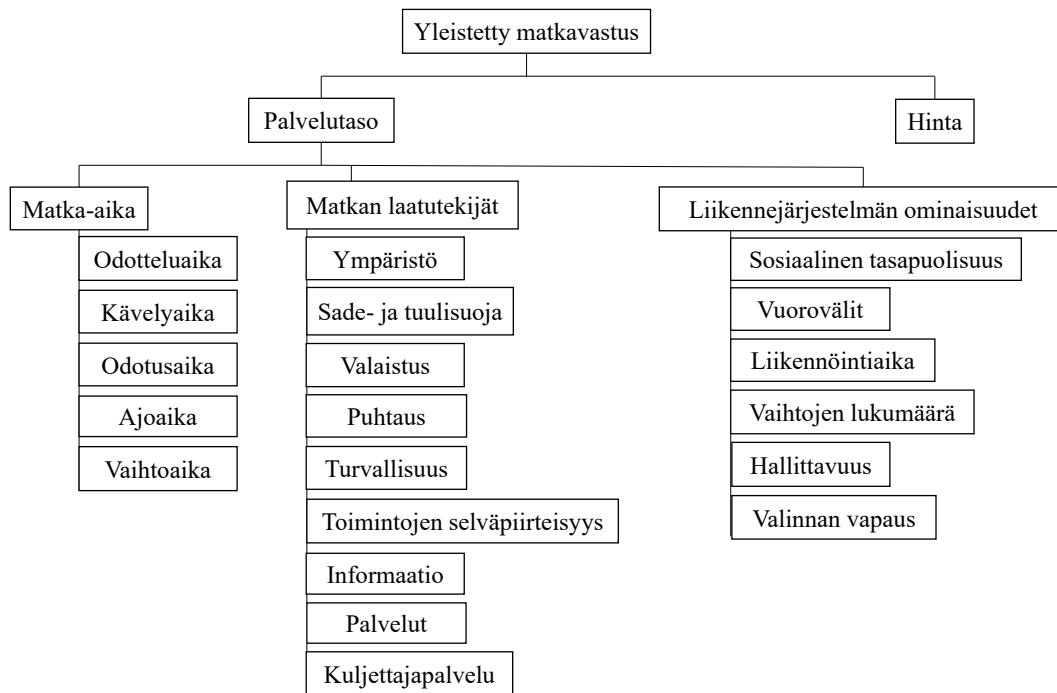 Yleistetty matkavastus
Palvelutaso
Hinta
Matka-aika
Odotteluaika
Kävelyaika
Odotusaika
Ajoaika
Vaihtoaika
Matkan laatutekijät
Ympäristö
Sade- ja tuulisuoja
Valaistus
Puhtaus
Turvallisuus
Toimintojen selväpiirteisyys
Informaatio
Palvelut
Kuljettajapalvelu
Liikennejärjestelmän ominaisuudet
Sosiaalinen tasapuolisuus
Vuorovälit
Liikennöintiaika
Vaihtojen lukumäärä
Hallittavuus
Valinnan vapaus